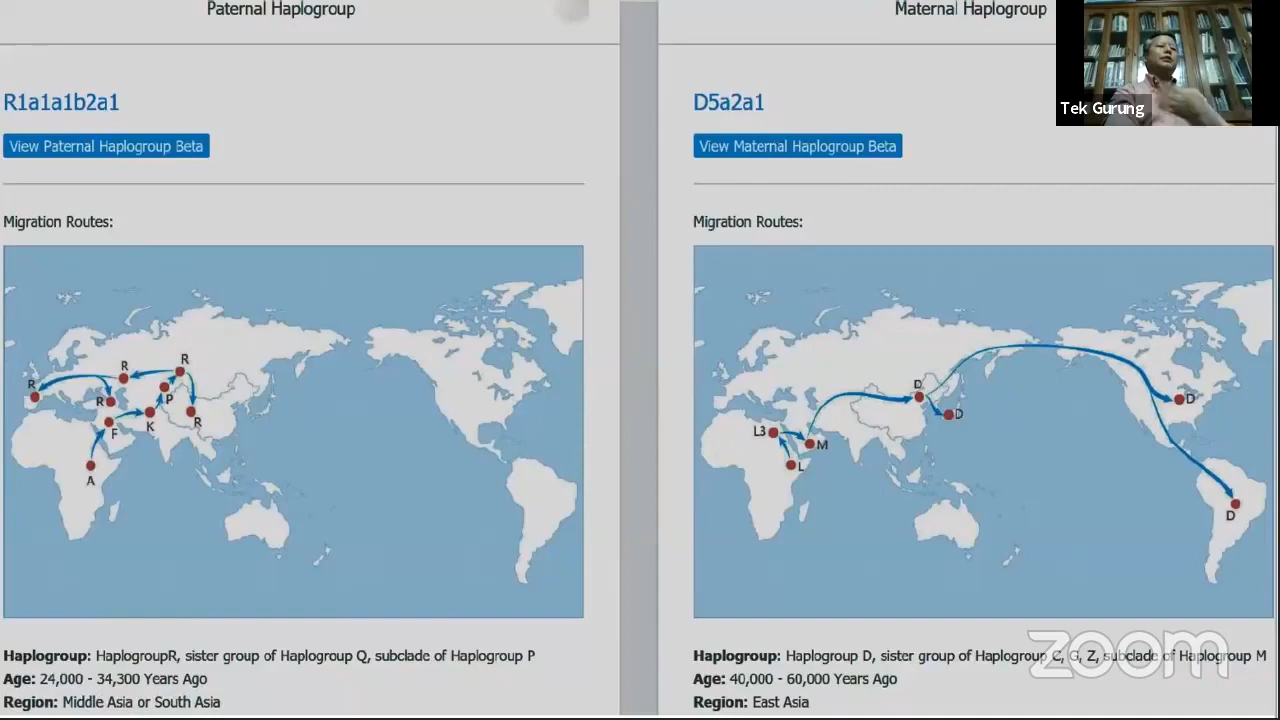 Paternal Haplogroup
R1a1a1b2a1
View Paternal Haplogroup Beta
Migration Routes:
R
R
R
R
P
F
K
R
A
Haplogroup: HaplogroupR, sister group of Haplogroup Q, subclade of Haplogroup P
Age: 24,000 - 34,300 Years Ago
Region: Middle Asia or South Asia
Maternal Haplogroup
Tek Gurung
D5a2a1
View Maternal Haplogroup Beta
Migration Routes:
D
D
D
L3
M
L
D
Haplogroup: Haplogroup D, sister group of Haplogroup C, G, Z, subclade of Haplogroup M
Age: 40,000 - 60,000 Years Ago
Region: East Asia
zoom